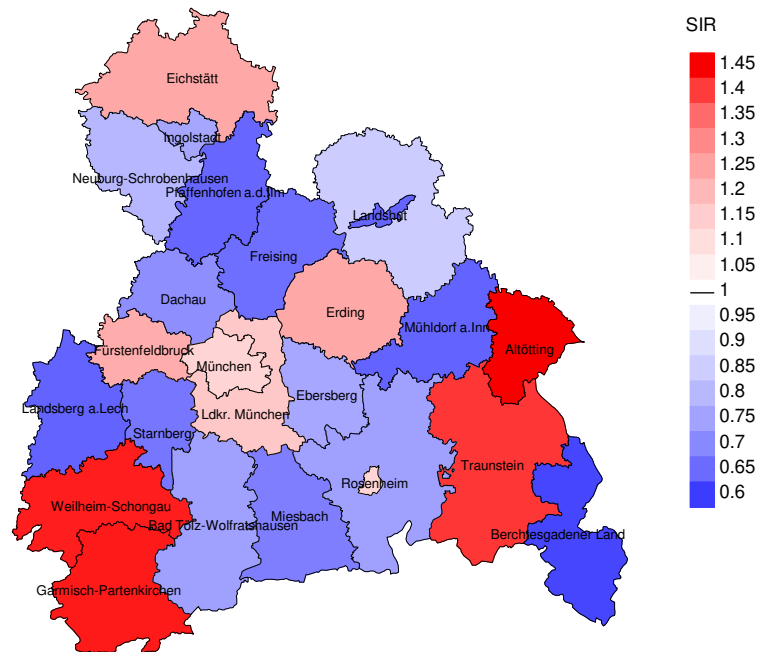 SIR
Eichstätt
1.45
1.4
1.35
1.3
1.25
1.2
1.15
1.1
1.05
1
0.95
0.9
0.85
0.8
0.75
0.7
0.65
0.6
Ingolstadt
Neuburg-Schrobenhausen
Pfaffenhofen a.d.Ilm
Landshut
Freising
Dachau
Erding
Mühldorf a.Inn
Fürstenfeldbruck
Altötting
München
Ebersberg
Landsberg a.Lech
Ldkr. München
Starnberg
Traunstein
Rosenheim
Weilheim-Schongau
Miesbach
Bad Tölz-Wolfratshausen
Berchtesgadener Land
Garmisch-Partenkirchen